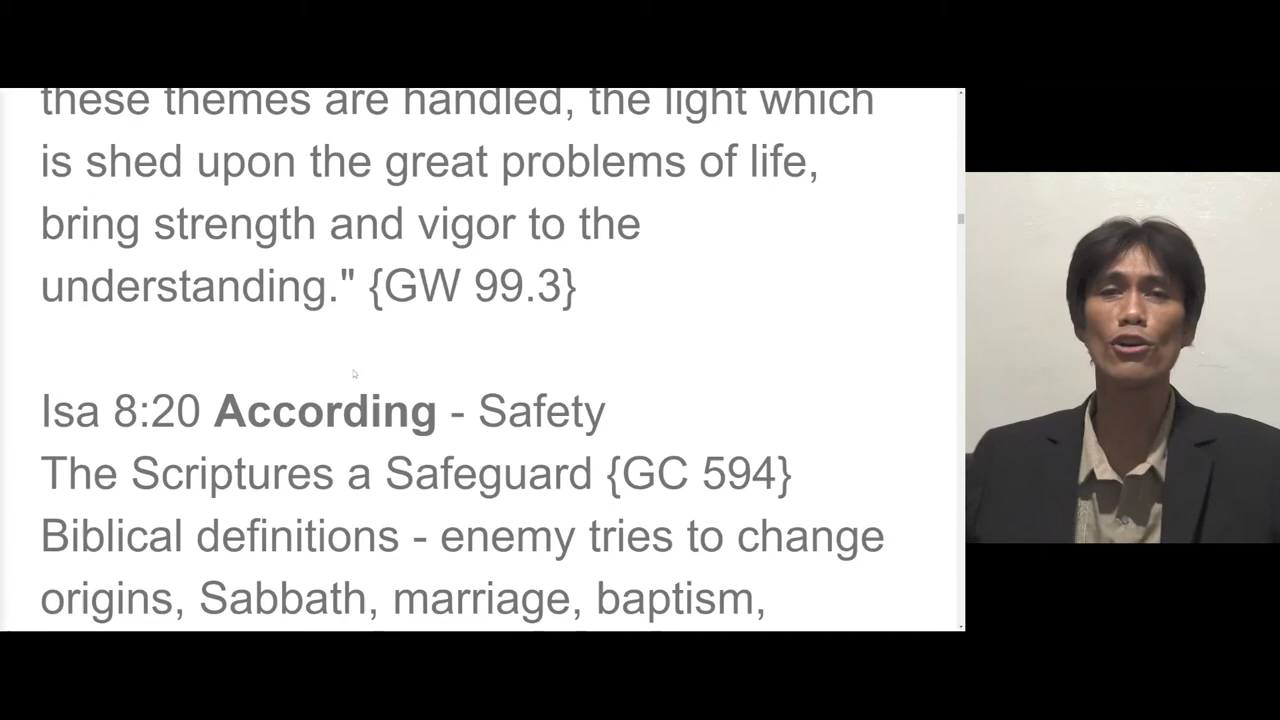 these themes are handled, the light which
is shed upon the great problems of life,
bring strength and vigor to the
understanding." {GW 99.3}
Isa 8:20 According - Safety
The Scriptures a Safeguard {GC 594}
Biblical definitions - enemy tries to change
origins, Sabbath, marriage, baptism,